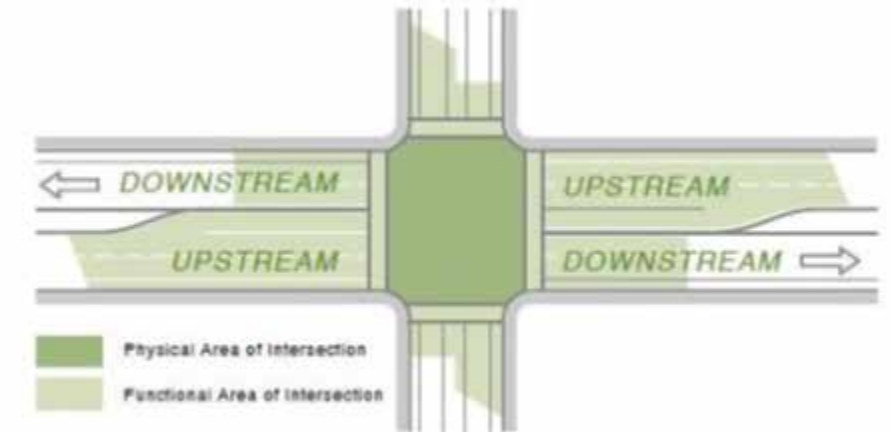 DOWNSTREAM
UPSTREAM
UPSTREAM
DOWNSTREAM
Physical Area of Intersection
Functional Area of Intersection